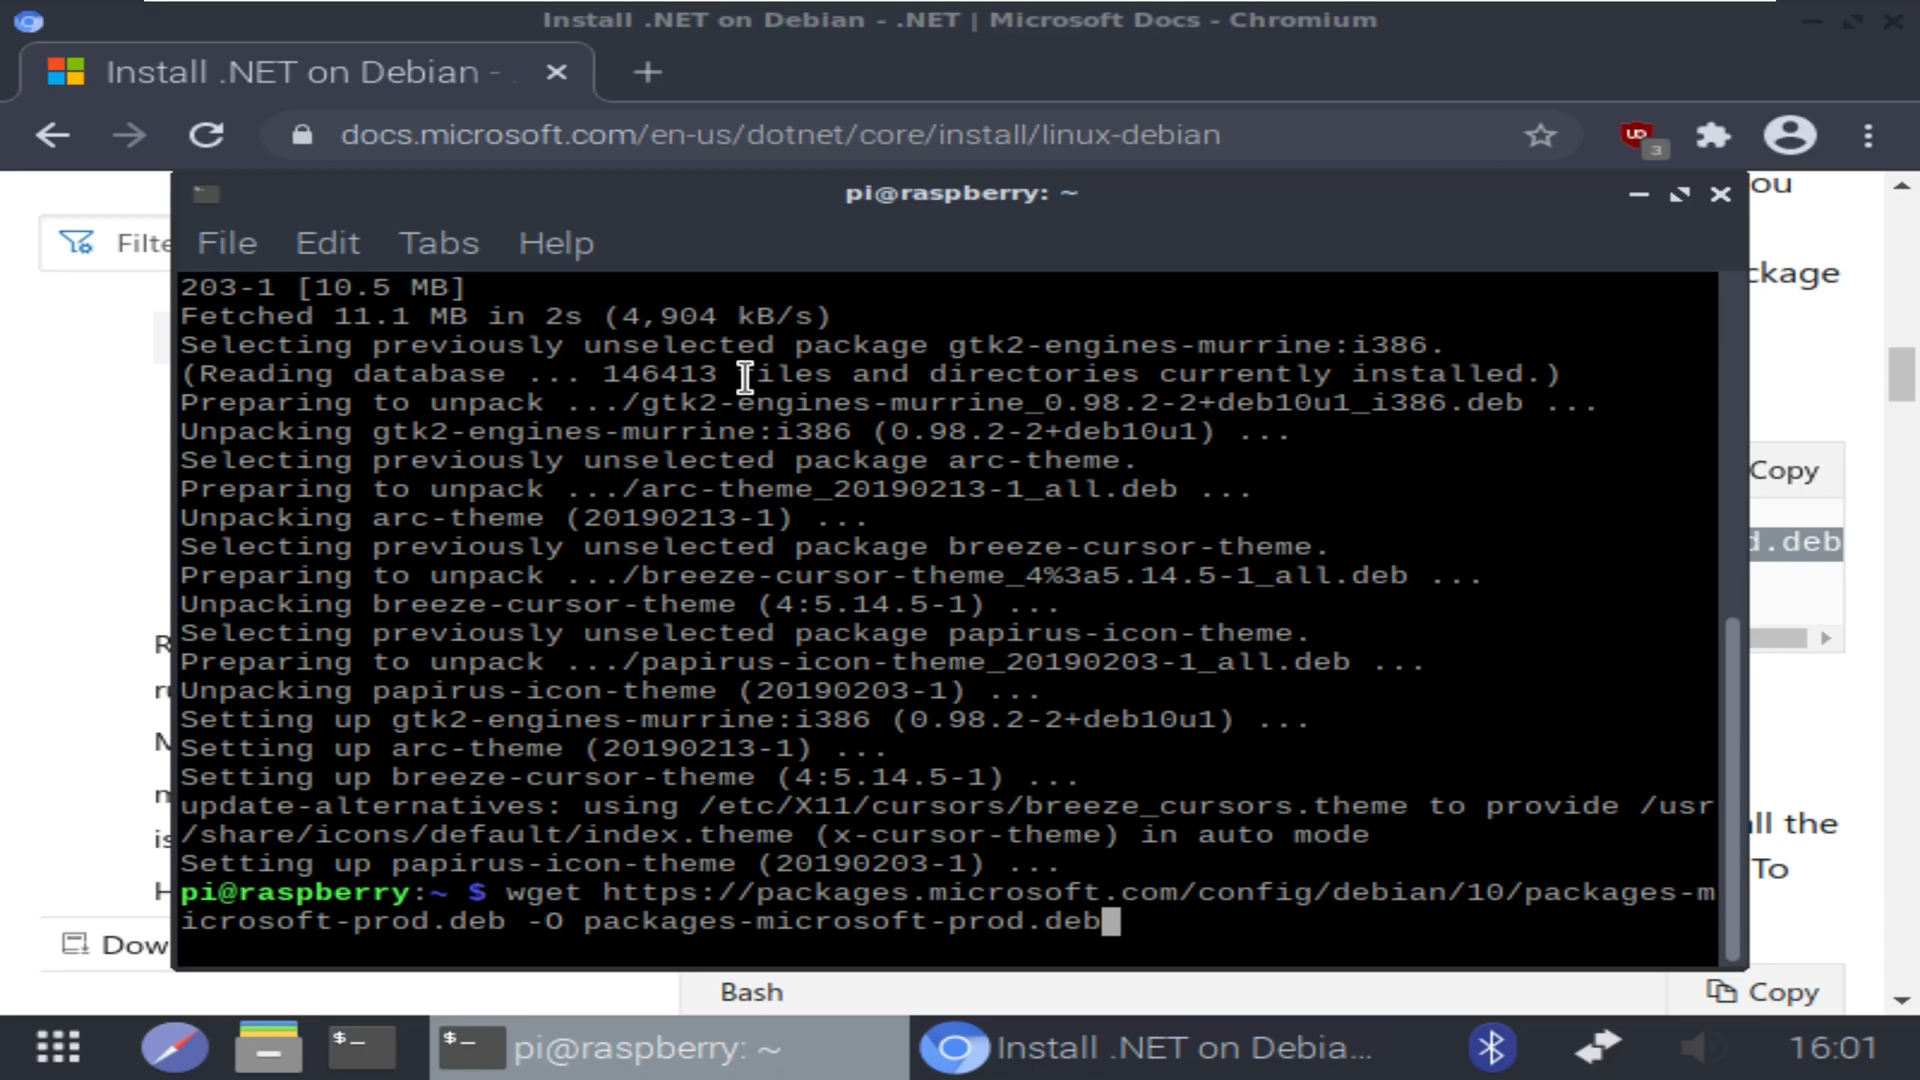 Install .NET on Debian - .NET | Microsoft Docs - Chromium
Install .NET on Debian -
docs.microsoft.com/en-us/dotnet/core/install/linux-debian
UD
3
ou
pi@raspberry: ~
Filte
File Edit Tabs Help
ckage
203-1 [10.5 MB]
Fetched 11.1 MB in 2s (4,904 kB/s)
Selecting previously unselected package gtk2-engines-murrine:i386.
(Reading database ... 146413 files and directories currently installed.)
Preparing to unpack .../gtk2-engines-murrine_0.98.2-2+deb10u1_i386.deb ...
Unpacking gtk2-engines-murrine:i386 (0.98.2-2+deb10u1) ...
Selecting previously unselected package arc-theme.
Copy
Preparing to unpack .../arc-theme_20190213-1_all.deb ...
Unpacking arc-theme (20190213-1) ...
Selecting previously unselected package breeze-cursor-theme.
d.deb
Preparing to unpack .../breeze-cursor-theme_4%3a5.14.5-1_all.deb ...
Unpacking breeze-cursor-theme (4:5.14.5-1) ...
Selecting previously unselected package papirus-icon-theme.
R
Preparing to unpack .../papirus-icon-theme_20190203-1_all.deb ...
ru
Unpacking papirus-icon-theme (20190203-1) ...
Setting up gtk2-engines-murrine:i386 (0.98.2-2+deb10u1) ...
Setting up arc-theme (20190213-1) ...
Setting up breeze-cursor-theme (4:5.14.5-1) ...
update-alternatives: using /etc/X11/cursors/breeze_cursors.theme to provide /usr
/share/icons/default/index.theme (x-cursor-theme) in auto mode
is
all the
Setting up papirus-icon-theme (20190203-1) ...
To
pi@raspberry:~ $ wget https://packages.microsoft.com/config/debian/10/packages-m
icrosoft-prod.deb -O packages-microsoft-prod.deb
H
Dow
Bash
Copy
$_
$_
pi@raspberry: ~
Install .NET on Debia...
16:01